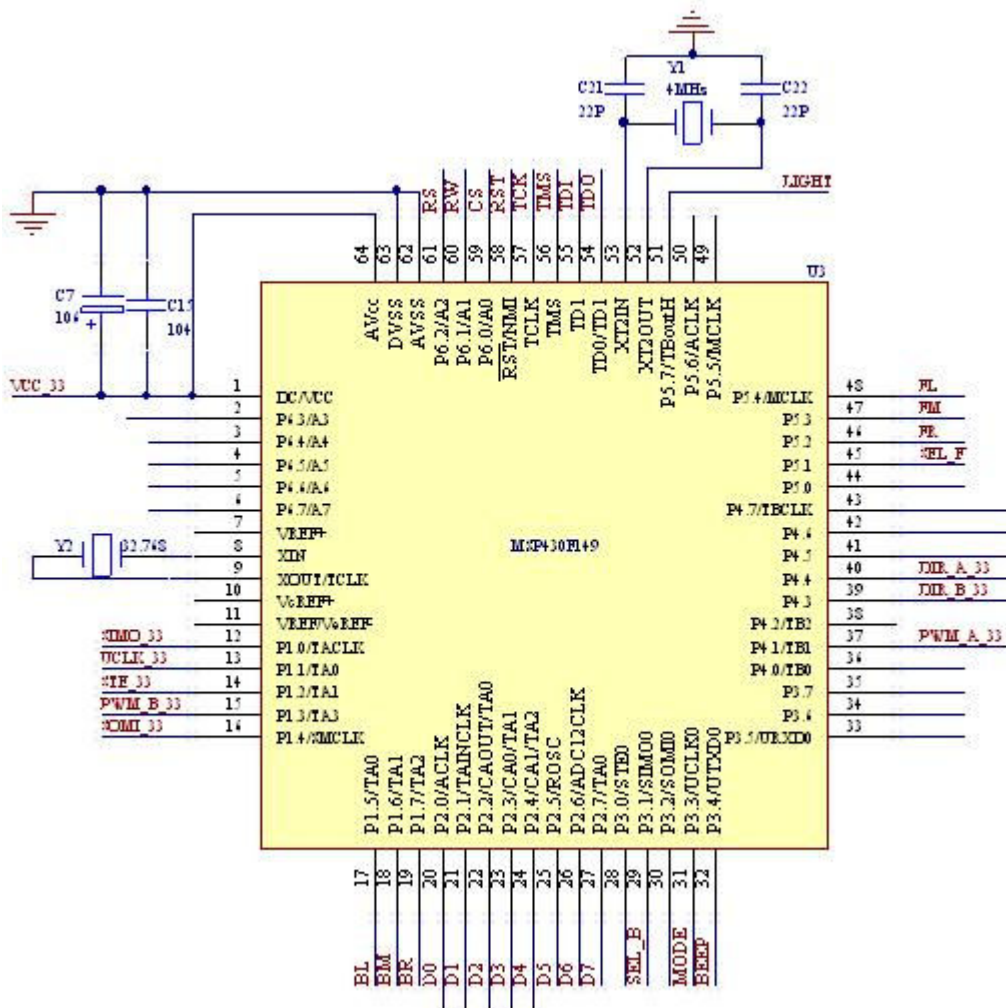 Y1
C21
4MHs
C22
22P
22P
RS
RW
CS
RST
TCK
TMS
TDI
TDO
LIGHT
64
63
62
61
60
59
58
57
56
55
54
53
52
51
50
49
U3
C7
106
C15
104
AVcc
DVSS
AVSS
P6.2/A2
P6.1/A1
P6.0/A0
RST/NMI
TCLK
TMS
TD1
TD0/TD1
XT2IN
XT2OUT
P5.7/TBoutH
P5.6/ACLK
P5.5/MCLK
VCC_33
1 DC/VCC
2 P6.3/A3
3 P6.4/A4
4 P6.5/A5
5 P6.6/A6
6 P6.7/A7
7 VREF+
Y2 32.768
8 XIN
9 XOUT/TCLK
10 VeREF+
11 VREF/VeREF-
SIMO_33 12 P1.0/TACLK
UCLK_33 13 P1.1/TA0
STE_33 14 P1.2/TA1
PWM_B_33 15 P1.3/TA3
SOMI_33 16 P1.4/SMCLK
MSP430F149
P5.4/MCLK 48 FL
P5.3 47 FM
P5.2 46 FR
P5.1 45 SEL_F
P5.0 44
P4.7/TBCLK 43
P4.6 42
P4.5 41
P4.4 40 DIR_A_33
P4.3 39 DIR_B_33
P4.2/TB2 38
P4.1/TB1 37 PWM_A_33
P4.0/TB0 36
P3.7 35
P3.6 34
P3.5/URXD0 33
P1.5/TA0
P1.6/TA1
P1.7/TA2
P2.0/ACLK
P2.1/TAINCLK
P2.2/CAOUT/TA0
P2.3/CA0/TA1
P2.4/CA1/TA2
P2.5/ROSC
P2.6/ADC12CLK
P2.7/TA0
P3.0/STE0
P3.1/SIMO0
P3.2/SOMI0
P3.3/UCLK0
P3.4/UTXD0
17
18
19
20
21
22
23
24
25
26
27
28
29
30
31
32
BL
BM
BR
D0
D1
D2
D3
D4
D5
D6
D7
SEL_B
MODE
BEEP